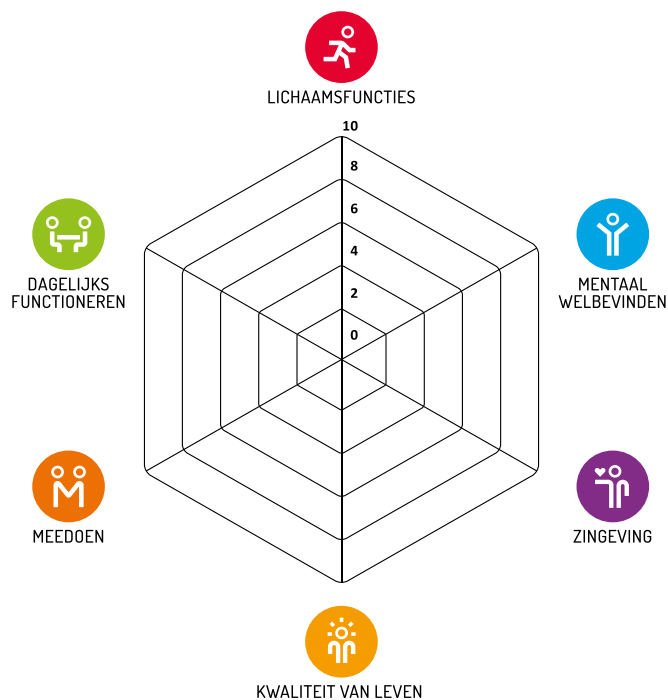 LICHAAMSFUNCTIES
10
8
6
4
2
0
DAGELIJKS
FUNCTIONEREN
MENTAAL
WELBEVINDEN
MEEDOEN
ZINGEVING
KWALITEIT VAN LEVEN